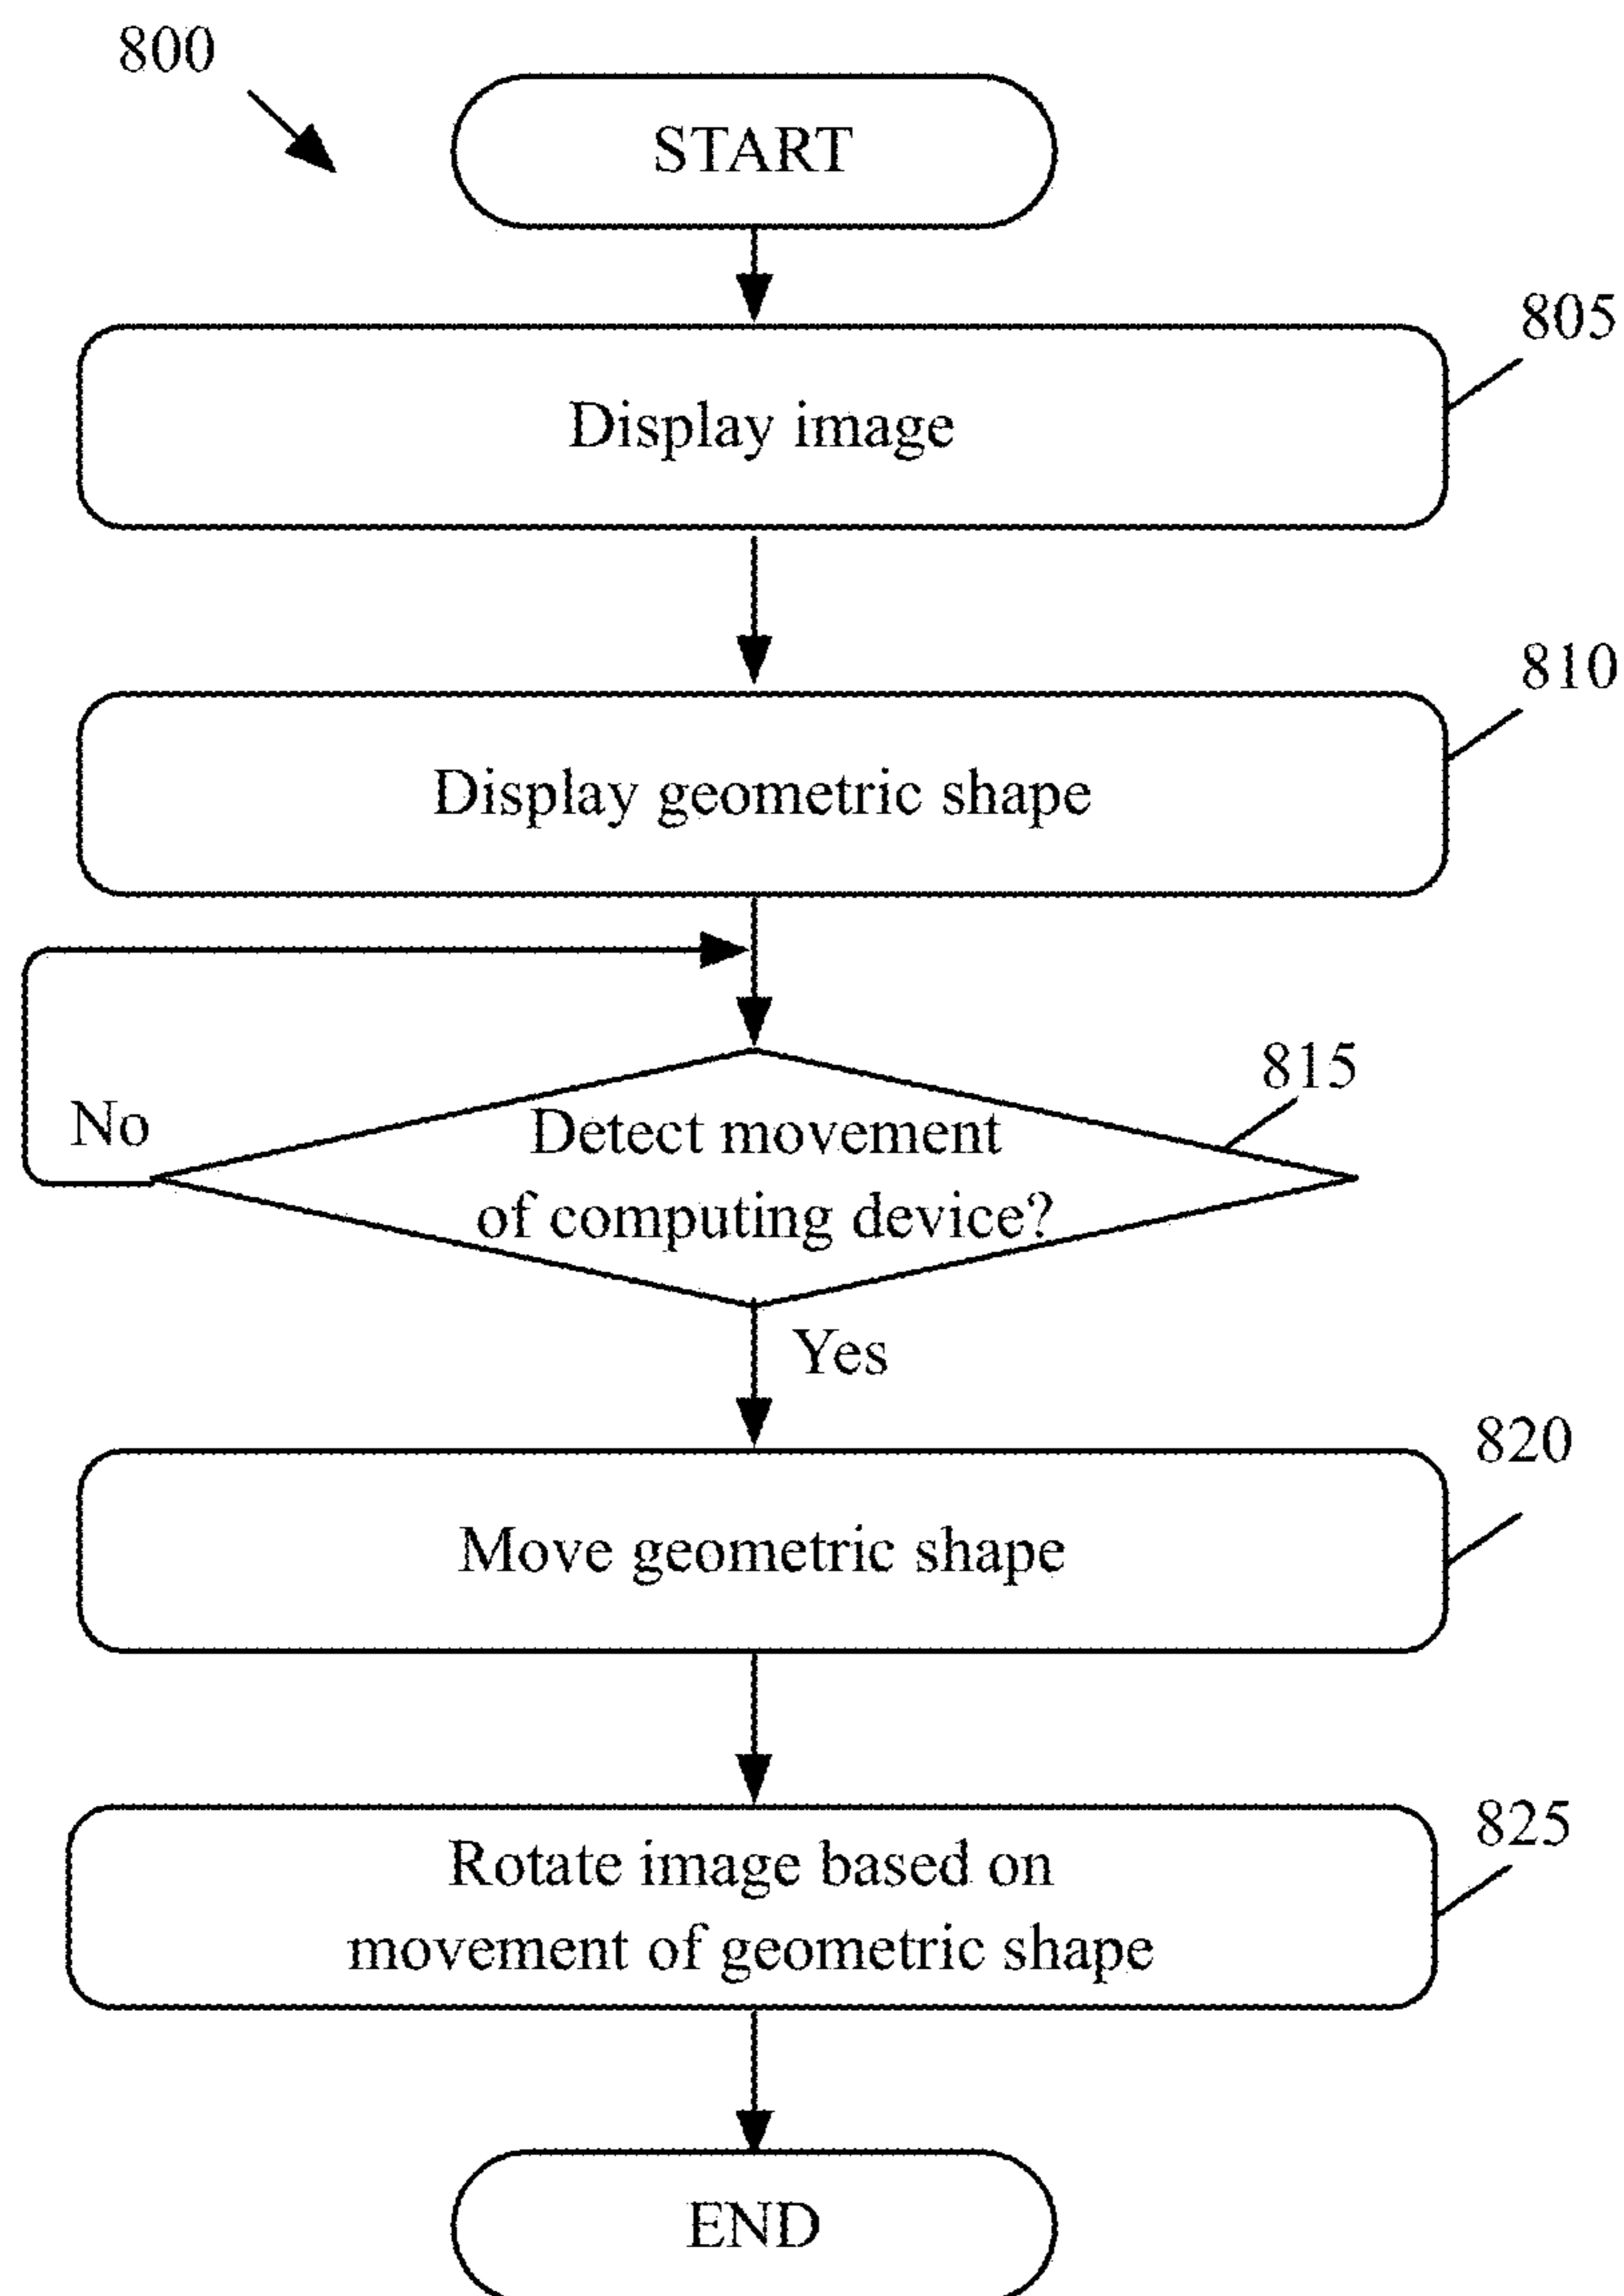 800
START
805
Display image
810
Display geometric shape
815
No
Detect movement
of computing device?
Yes
820
Move geometric shape
825
Rotate image based on
movement of geometric shape
END